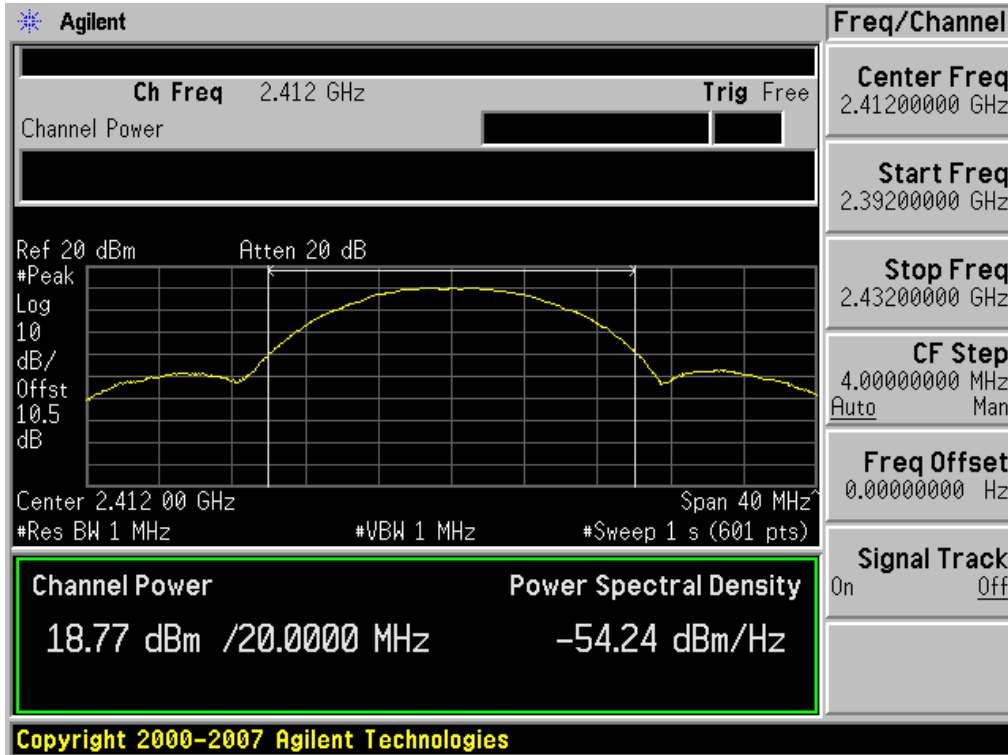 Agilent
Freq/Channel
Ch Freq 2.412 GHz Trig Free
Channel Power
Ref 20 dBm Atten 20 dB
#Peak
Log
10
dB/
Offst
10.5
dB
Center 2.412 00 GHz Span 40 MHz^
#Res BW 1 MHz #VBW 1 MHz #Sweep 1 s (601 pts)
Channel Power Power Spectral Density
18.77 dBm /20.0000 MHz -54.24 dBm/Hz
Copyright 2000-2007 Agilent Technologies
Center Freq
2.41200000 GHz
Start Freq
2.39200000 GHz
Stop Freq
2.43200000 GHz
CF Step
4.00000000 MHz
Auto Man
Freq Offset
0.00000000 Hz
Signal Track
On Off